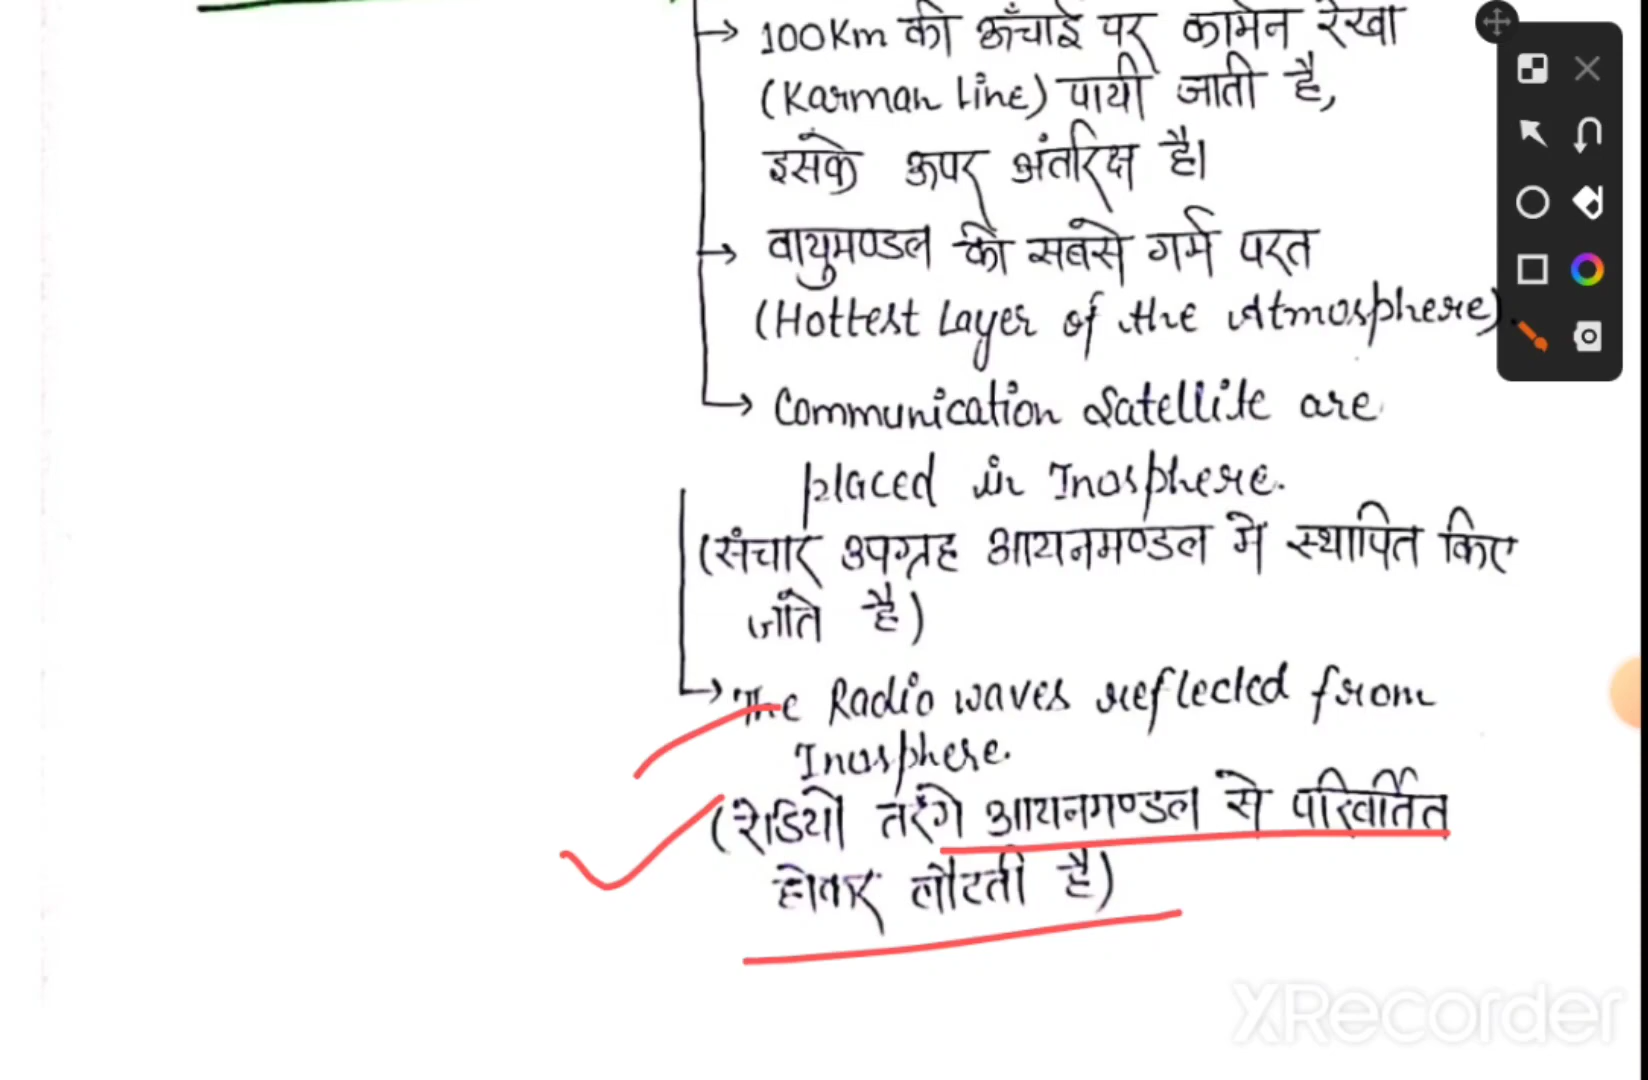 → 100Km की ऊँचाई पर कार्मन रेखा
(Karman Line) पायी जाती है,
इसके ऊपर अंतरिक्ष है।
→ वायुमण्डल की सबसे गर्म परत
(Hottest Layer of the Atmosphere).
→ Communication Satellite are
placed in Inosphere.
(संचार उपग्रह आयनमण्डल में स्थापित किए
जाते है)
→ The Radio waves reflected from
Inosphere.
(रेडियो तरंगे आयनमण्डल से परिवर्तित
होकर लौटती है)
XRecorder